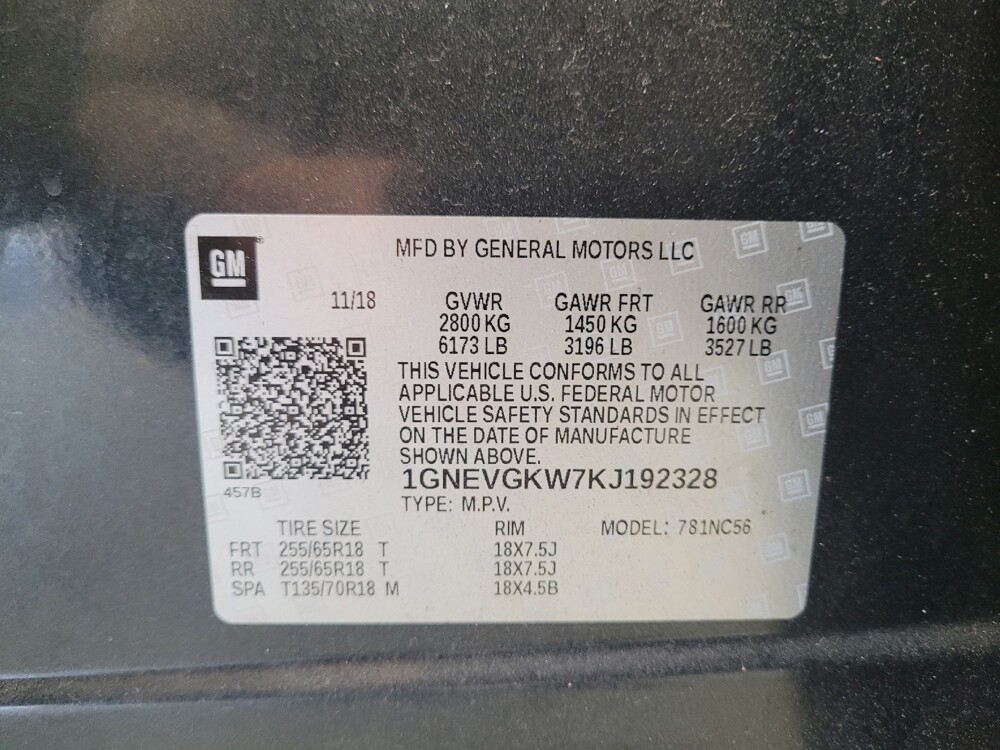 GM
MFD BY GENERAL MOTORS LLC
11/18 GVWR GAWR FRT GAWR RR
2800 KG 1450 KG 1600 KG
6173 LB 3196 LB 3527 LB
THIS VEHICLE CONFORMS TO ALL
APPLICABLE U.S. FEDERAL MOTOR
VEHICLE SAFETY STANDARDS IN EFFECT
ON THE DATE OF MANUFACTURE
SHOWN ABOVE.
1GNEVGKW7KJ192328
457B
TYPE: M.P.V.
TIRE SIZE RIM MODEL: 781NC56
FRT 255/65R18 T 18X7.5J
RR 255/65R18 T 18X7.5J
SPA T135/70R18 M 18X4.5B